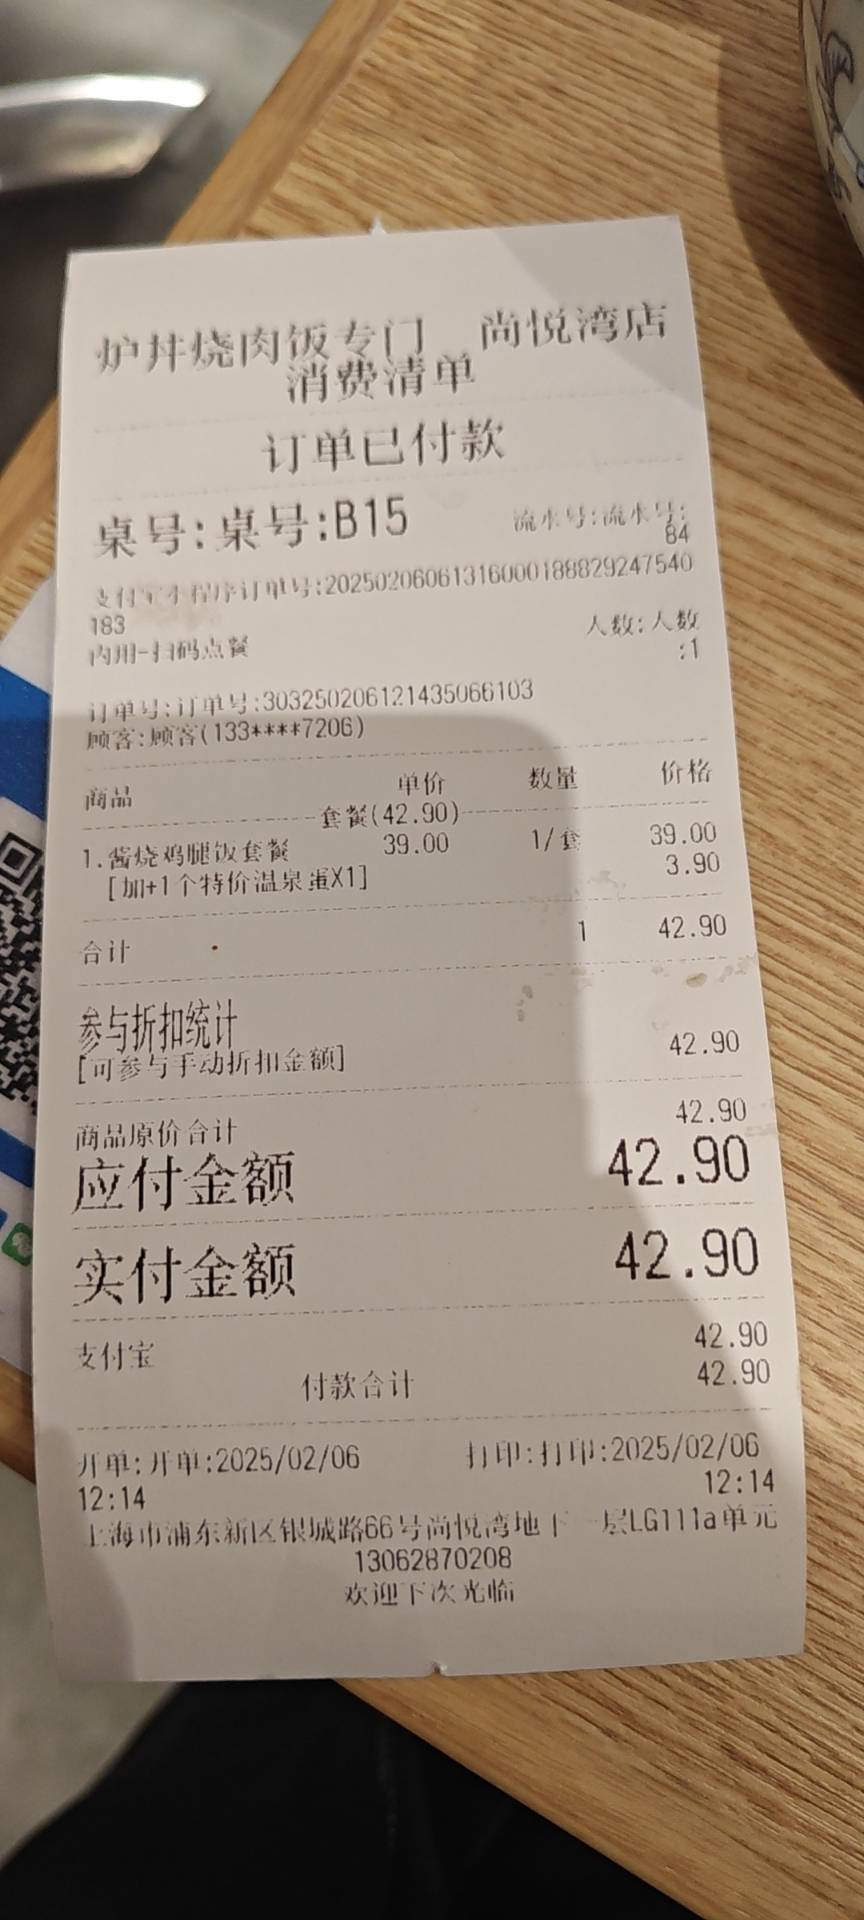 炉丼烧肉饭专门 尚悦湾店
消费清单
订单已付款
桌号:桌号:B15 流水号:流水号:
84
支付宝小程序订单号:2025020606131600018882924​7540
183
内用-扫码点餐 人数:人数
:1
订单号:订单号:303250206121435066103
顾客:顾客(133****7206)
商品 单价 数量 价格
套餐(42.90)
1.酱烧鸡腿饭套餐 39.00 1/套 39.00
[加+1个特价温泉蛋X1] 3.90
合计 1 42.90
参与折扣统计
[可参与手动折扣金额] 42.90
商品原价合计 42.90
应付金额 42.90
实付金额 42.90
支付宝 42.90
付款合计 42.90
开单:开单:2025/02/06 打印:打印:2025/02/06
12:14 12:14
上海市浦东新区银城路66号尚悦湾地下一层LG111a单元
13062870208
欢迎下次光临